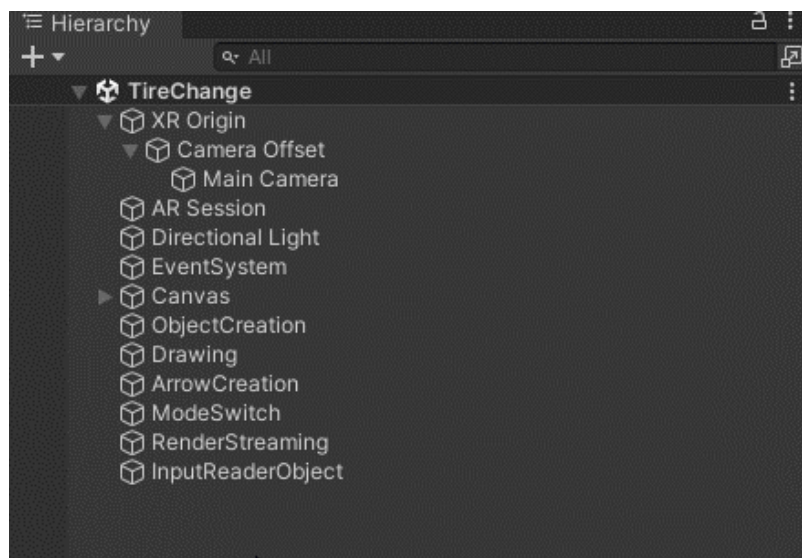 Hierarchy
All
TireChange
XR Origin
Camera Offset
Main Camera
AR Session
Directional Light
EventSystem
Canvas
ObjectCreation
Drawing
ArrowCreation
ModeSwitch
RenderStreaming
InputReaderObject